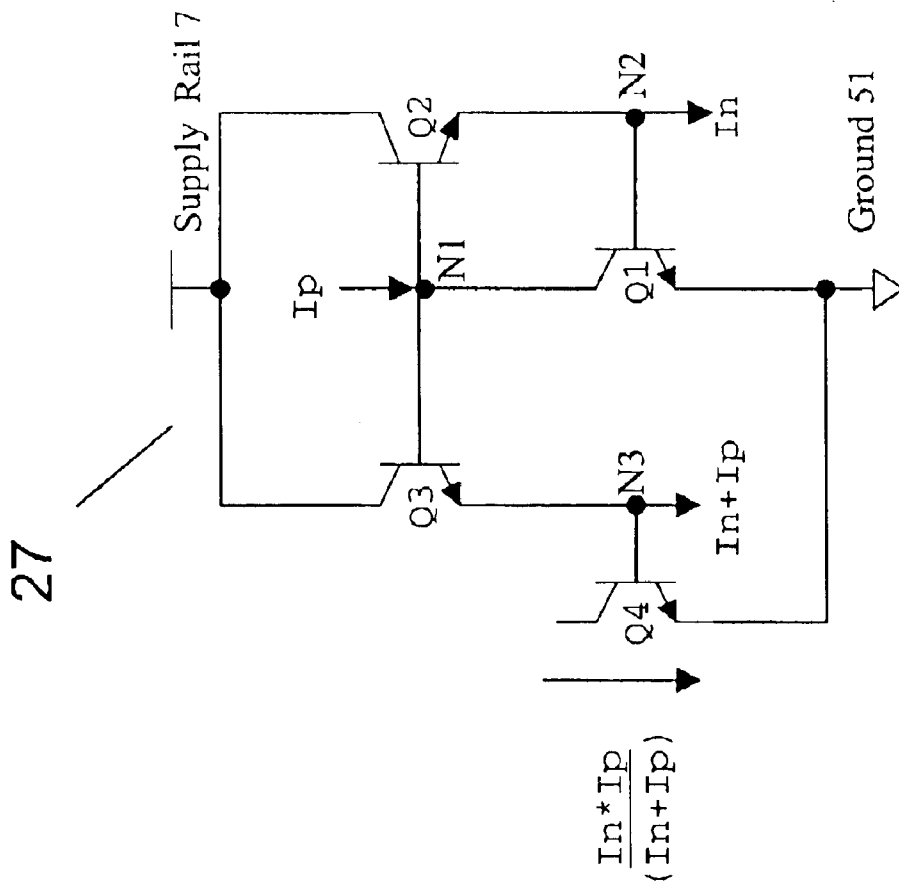 27
Supply Rail 7
Ip
N1
Q2
Q3
N2
In
Q1
N3
In+Ip
Q4
Ground 51
In*Ip
(In+Ip)